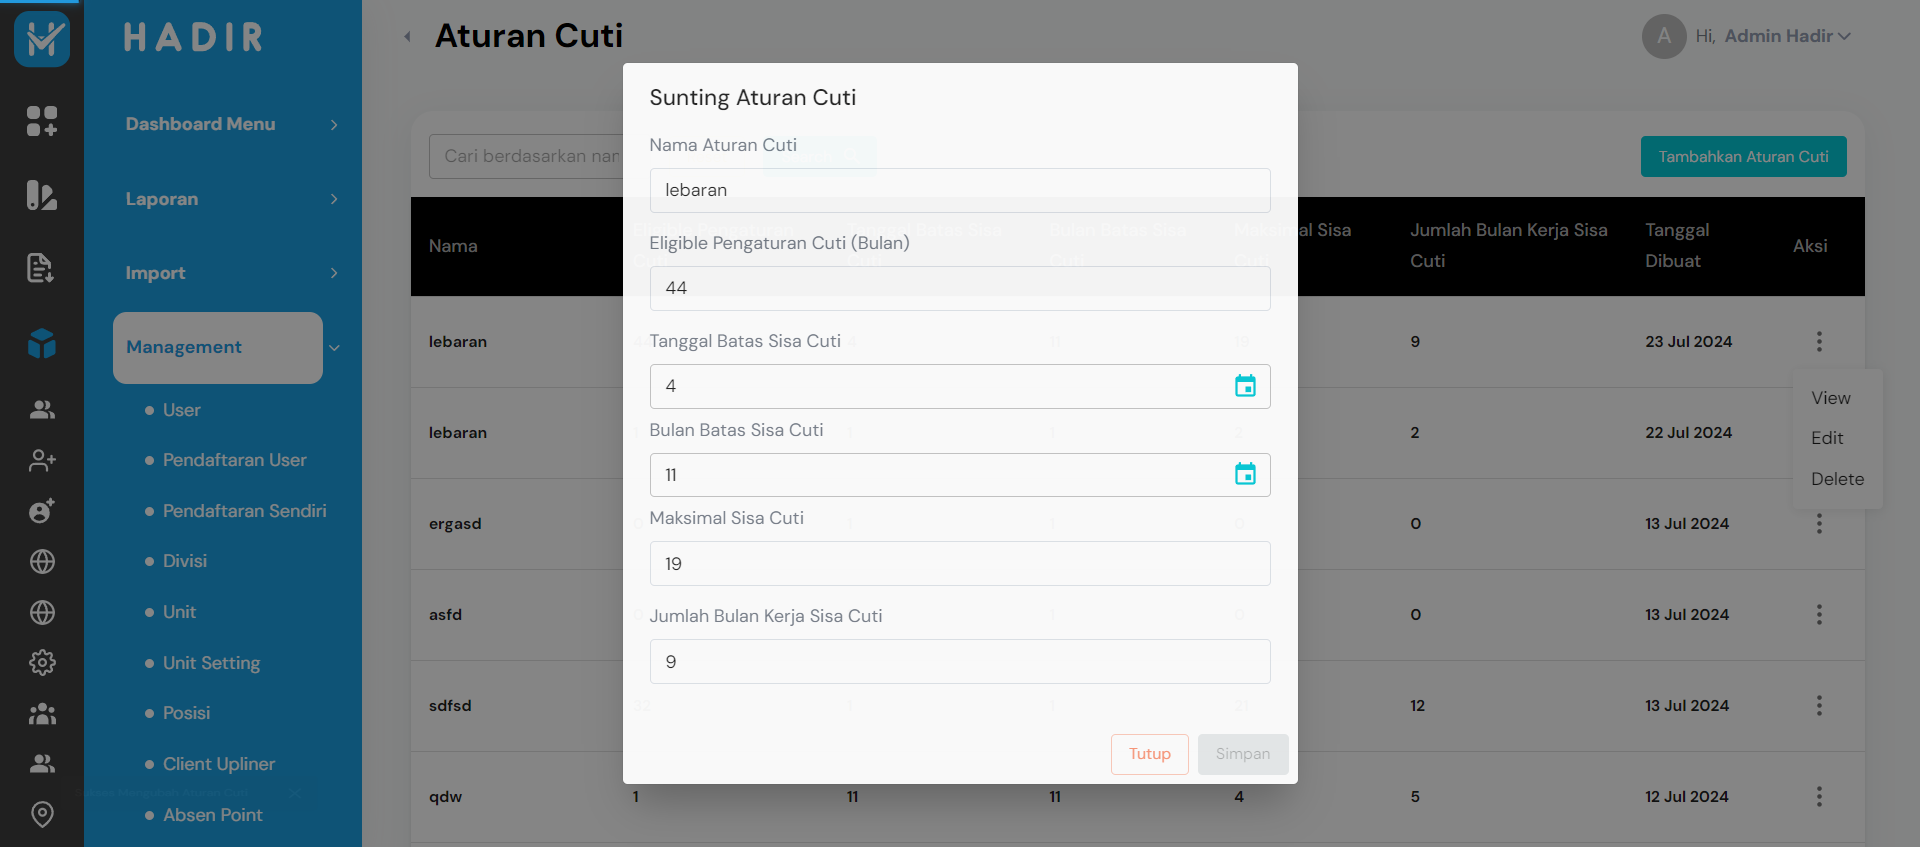 HADIR
Aturan Cuti
A
Hi, Admin Hadir
Dashboard Menu
Laporan
Import
Management
User
Pendaftaran User
Pendaftaran Sendiri
Divisi
Unit
Unit Setting
Posisi
Client Upliner
Absen Point
Cari berdasarkan nar
Tambahkan Aturan Cuti
Nama
Maksimal Sisa
Jumlah Bulan Kerja Sisa
Cuti
Tanggal
Dibuat
Aksi
lebaran 9 23 Jul 2024
lebaran 2 22 Jul 2024
ergasd 0 13 Jul 2024
asfd 0 13 Jul 2024
sdfsd 12 13 Jul 2024
qdw 1 11 11 4 5 12 Jul 2024
View
Edit
Delete
Sunting Aturan Cuti
Nama Aturan Cuti
lebaran
Eligible Pengaturan Cuti (Bulan)
44
Tanggal Batas Sisa Cuti
4
Bulan Batas Sisa Cuti
11
Maksimal Sisa Cuti
19
Jumlah Bulan Kerja Sisa Cuti
9
Tutup
Simpan